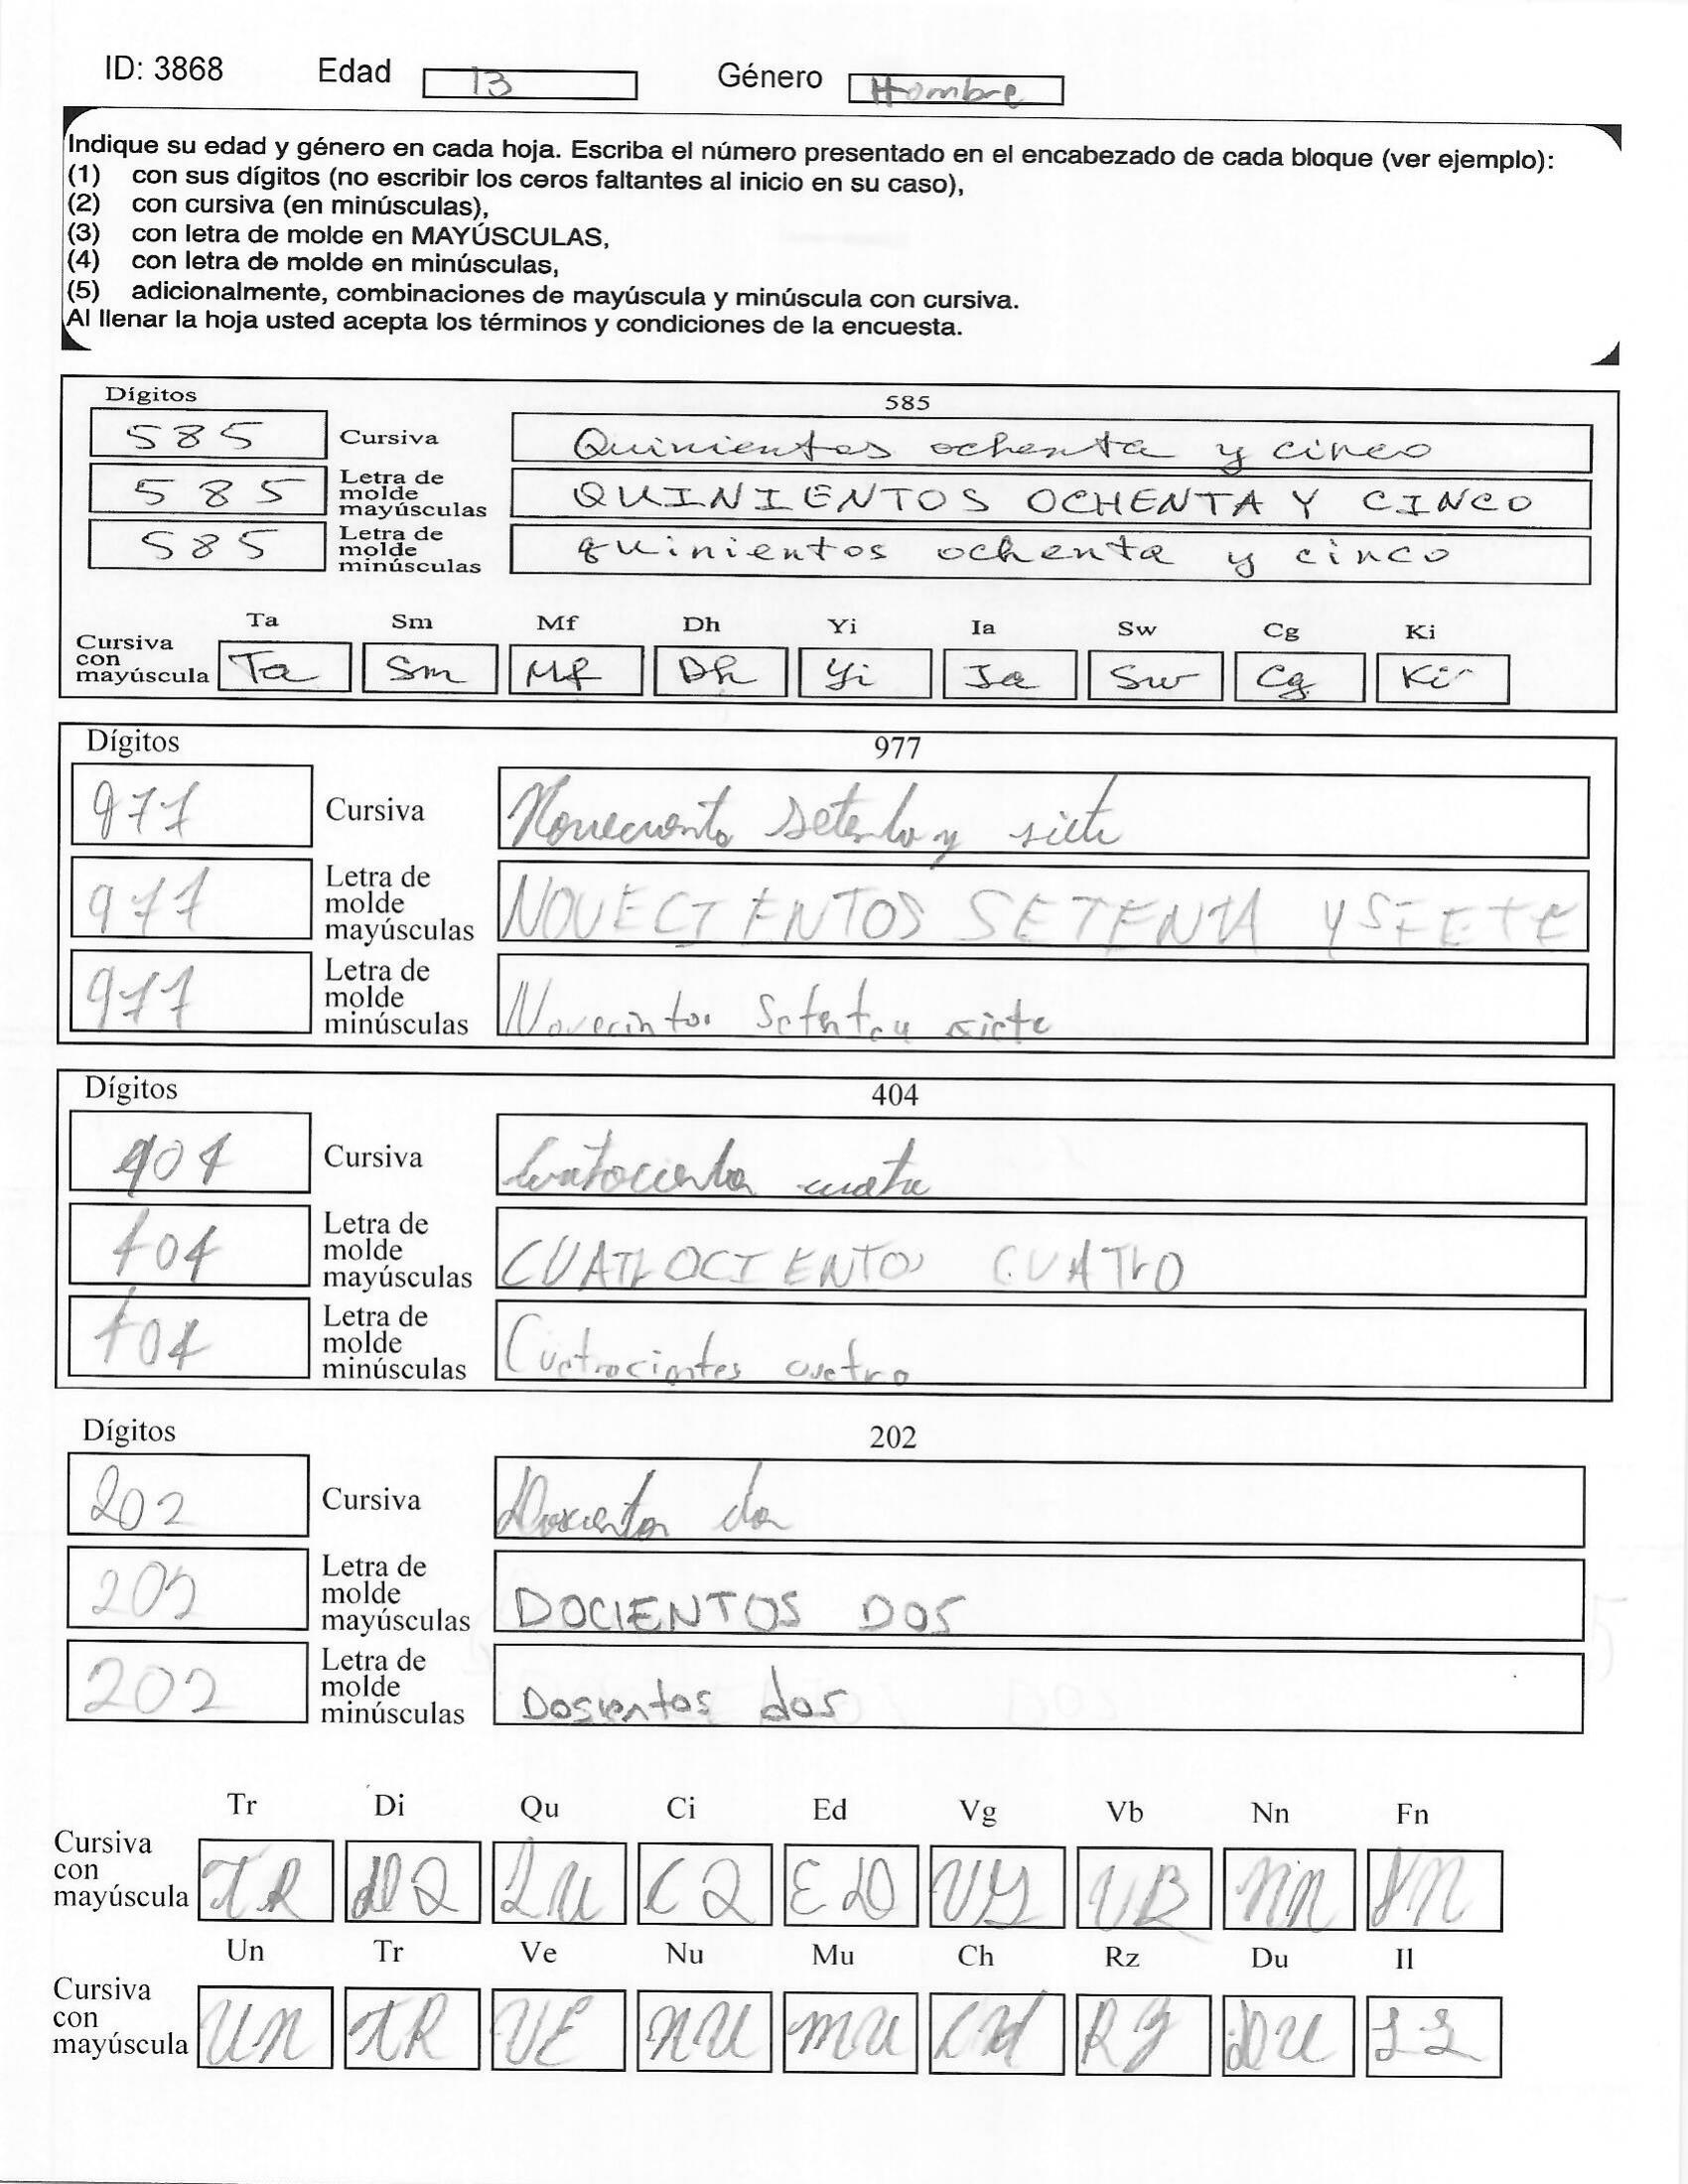 ID: 3868 Edad 13 Género Hombre
Indique su edad y género en cada hoja. Escriba el número presentado en el encabezado de cada bloque (ver ejemplo):
(1) con sus dígitos (no escribir los ceros faltantes al inicio en su caso),
(2) con cursiva (en minúsculas),
(3) con letra de molde en MAYÚSCULAS,
(4) con letra de molde en minúsculas,
(5) adicionalmente, combinaciones de mayúscula y minúscula con cursiva.
Al llenar la hoja usted acepta los términos y condiciones de la encuesta.
Dígitos 585
585 Cursiva Quinientos ochenta y cinco
585 Letra de molde mayúsculas QUINIENTOS OCHENTA Y CINCO
585 Letra de molde minúsculas quinientos ochenta y cinco
Ta Sm Mf Dh Yi Ia Sw Cg Ki
Cursiva con mayúscula Ta Sm Mf Dh Yi Ia Sw Cg Ki
Dígitos 977
977 Cursiva setenta y siete
977 Letra de molde mayúsculas NOVECIENTOS SETENTA Y SIETE
977 Letra de molde minúsculas Novecintos siete
Dígitos 404
404 Cursiva
404 Letra de molde mayúsculas CUATROCIENTOS CUATRO
404 Letra de molde minúsculas cuatro
Dígitos 202
202 Cursiva Doscientos dos
202 Letra de molde mayúsculas DOCIENTOS DOS
202 Letra de molde minúsculas Dosientos dos
Tr Di Qu Ci Ed Vg Vb Nn Fn
Cursiva con mayúscula TR DI QU CI ED VG VB NN FN
Un Tr Ve Nu Mu Ch Rz Du Il
Cursiva con mayúscula UN TR VE NU MU CH RZ DU IL